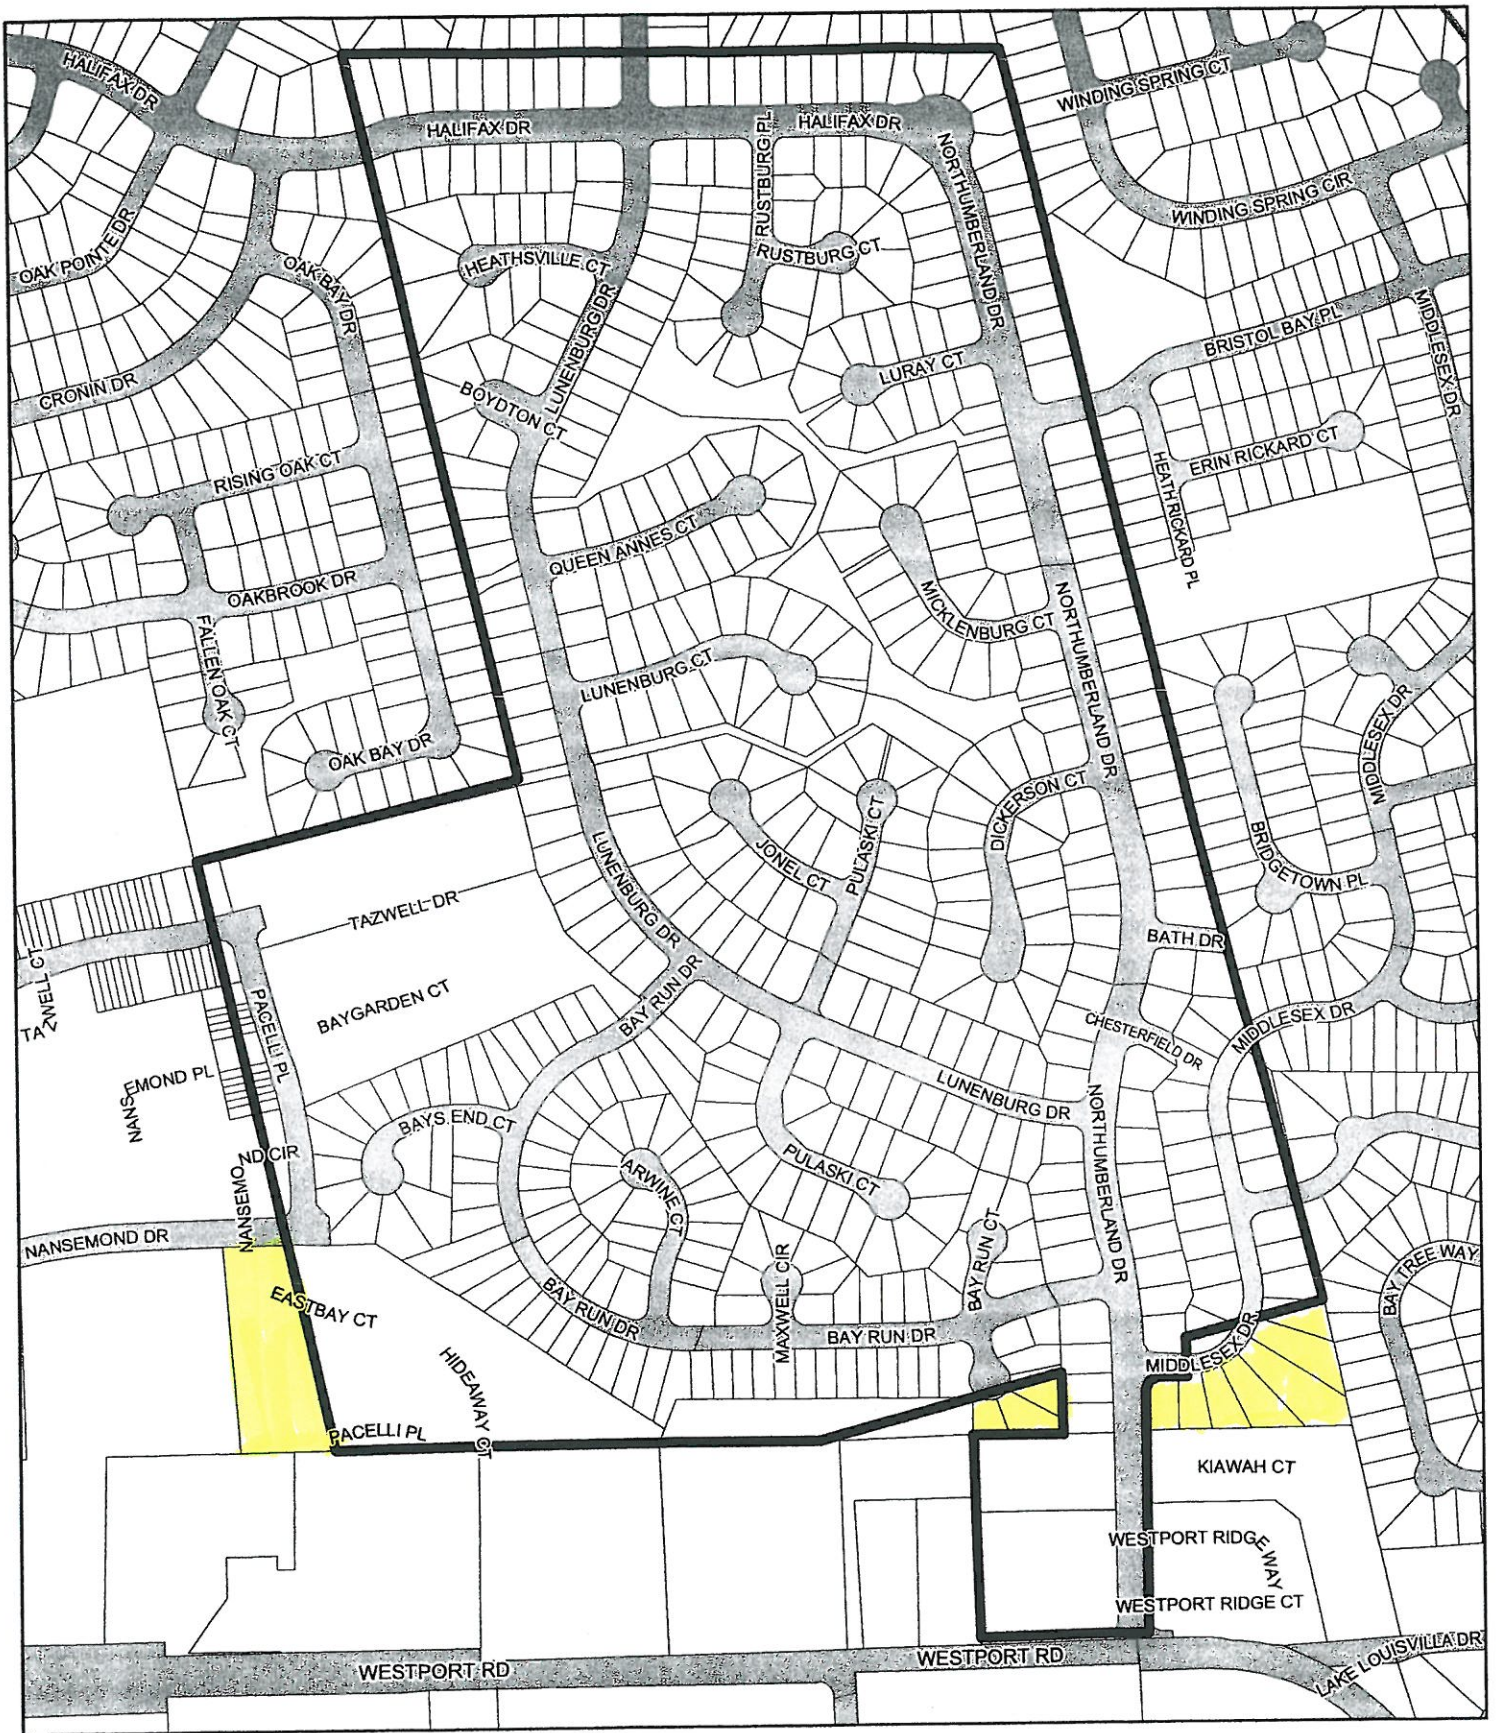 HALIFAX DR
HALIFAX DR
HALIFAX DR
WINDING SPRING CT
RUSTBURG PL
NORTHUMBERLAND DR
WINDING SPRING CIR
OAK POINTE DR
OAK BAY DR
HEATHSVILLE CT
RUSTBURG CT
LUNENBURG DR
BRISTOL BAY PL
MIDDLESEX DR
CRONIN DR
BOYDTON CT
LURAY CT
RISING OAK CT
ERIN RICKARD CT
HEATH RICKARD PL
QUEEN ANNES CT
OAKBROOK DR
MICKLENBURG CT
NORTHUMBERLAND DR
FALLEN OAK CT
LUNENBURG CT
OAK BAY DR
MIDDLESEX DR
DICKERSON CT
JONEL CT
PULASKI CT
BRIDGETOWN PL
LUNENBURG DR
TAZWELL DR
BATH DR
TAZWELL CT
PACELLI PL
BAYGARDEN CT
BAY RUN DR
CHESTERFIELD DR
MIDDLESEX DR
NANSEMOND PL
LUNENBURG DR
NORTHUMBERLAND DR
BAYS END CT
NANSEMOND CIR
ARWINE CT
PULASKI CT
NANSEMOND DR
BAY RUN CT
MAXWELL CIR
BAY TREE WAY
EASTBAY CT
BAY RUN DR
BAY RUN DR
HIDEAWAY CT
MIDDLESEX DR
PACELLI PL
KIAWAH CT
WESTPORT RIDGE WAY
WESTPORT RIDGE CT
WESTPORT RD
WESTPORT RD
LAKE LOUISVILLA DR